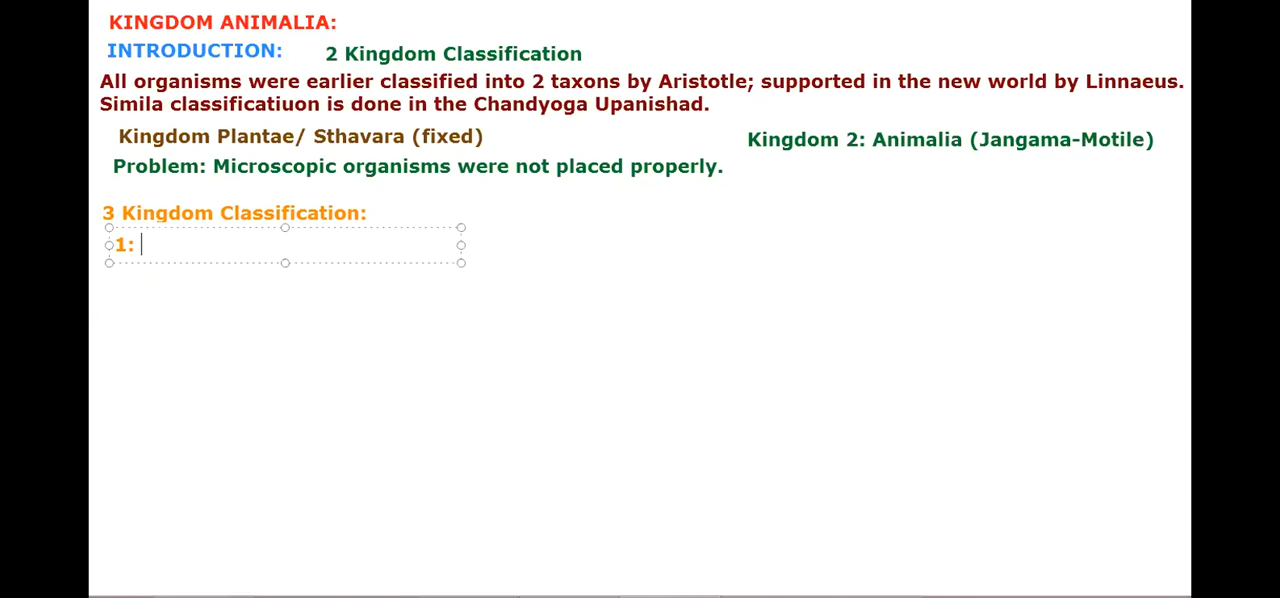 KINGDOM ANIMALIA:
INTRODUCTION: 2 Kingdom Classification
All organisms were earlier classified into 2 taxons by Aristotle; supported in the new world by Linnaeus.
Simila classificatiuon is done in the Chandyoga Upanishad.
Kingdom Plantae/ Sthavara (fixed) Kingdom 2: Animalia (Jangama-Motile)
Problem: Microscopic organisms were not placed properly.
3 Kingdom Classification:
1: